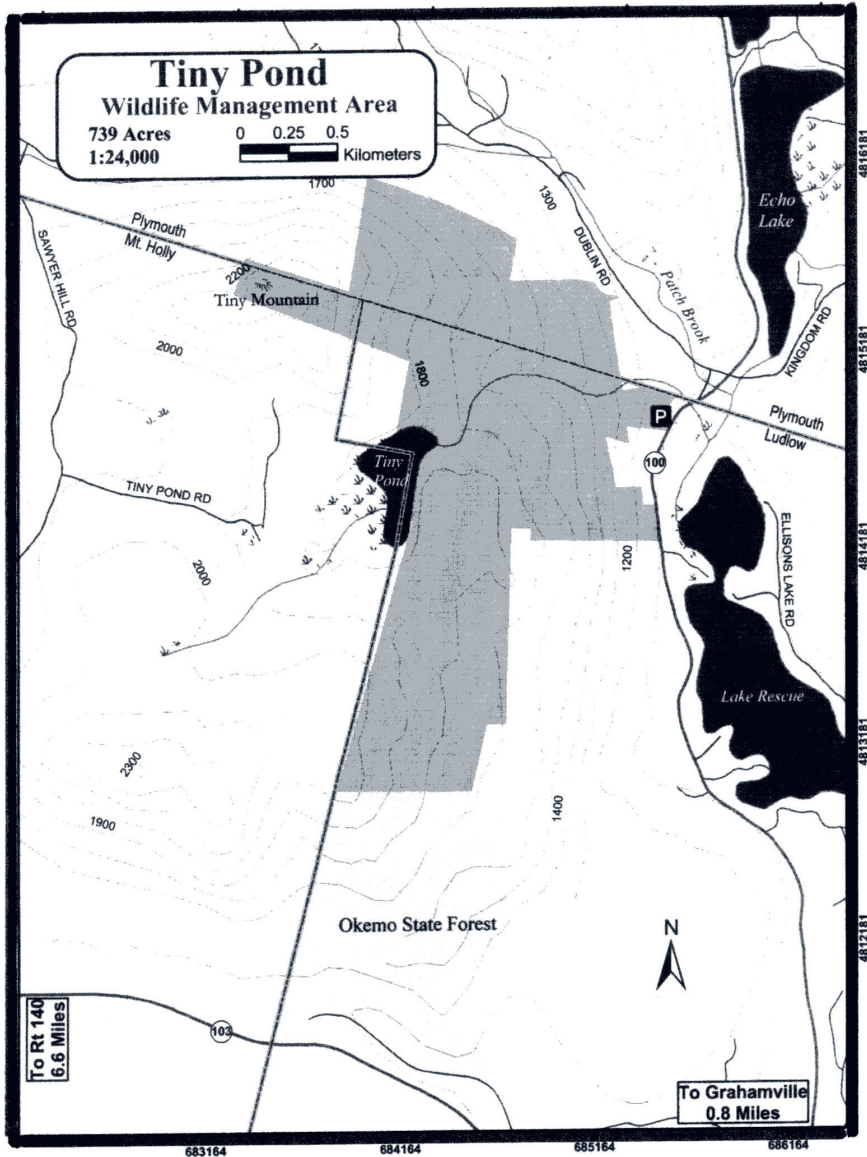 Tiny Pond
Wildlife Management Area
739 Acres
1:24,000
0 0.25 0.5
Kilometers
1700
1300
Plymouth
Mt. Holly
DUBLIN RD
Echo
Lake
SAWYER HILL RD
2200
Tiny Mountain
Patch Brook
KINGDOM RD
2000
1800
P
Plymouth
Ludlow
100
Tiny
Pond
TINY POND RD
ELLISONS LAKE RD
1200
2000
Lake Rescue
2300
1400
1900
Okemo State Forest
N
103
To Rt 140
6.6 Miles
To Grahamville
0.8 Miles
4816181
4815181
4814181
4813181
4812181
683164
684164
685164
686164